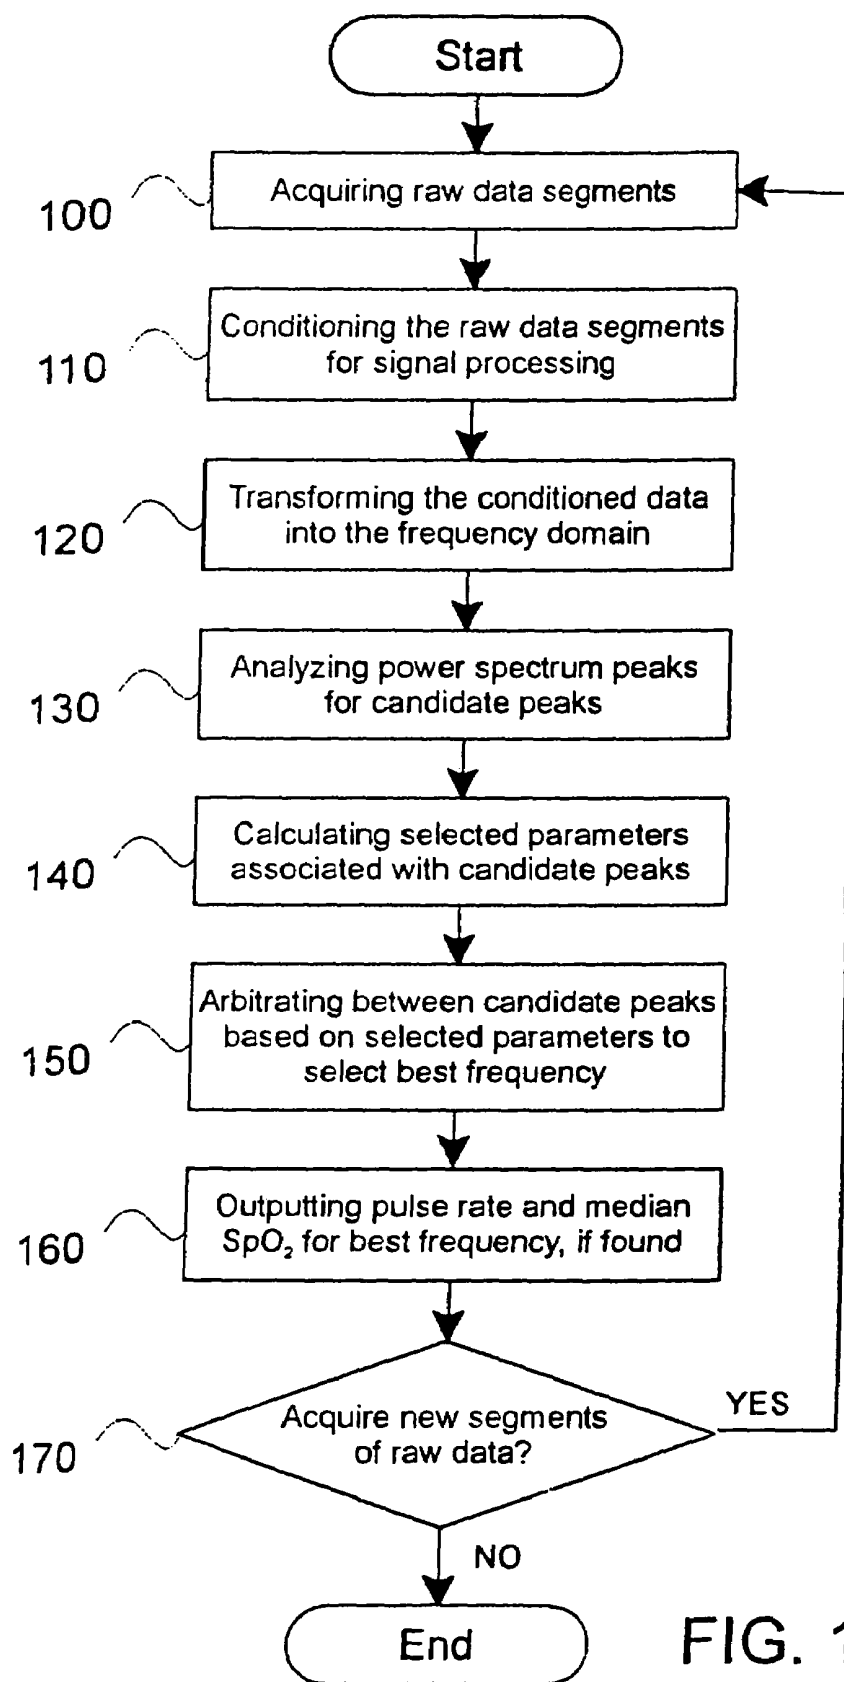 Start
100
Acquiring raw data segments
110
Conditioning the raw data segments
for signal processing
120
Transforming the conditioned data
into the frequency domain
130
Analyzing power spectrum peaks
for candidate peaks
140
Calculating selected parameters
associated with candidate peaks
150
Arbitrating between candidate peaks
based on selected parameters to
select best frequency
160
Outputting pulse rate and median
SpO₂ for best frequency, if found
170
Acquire new segments
of raw data?
YES
NO
End
FIG. 1